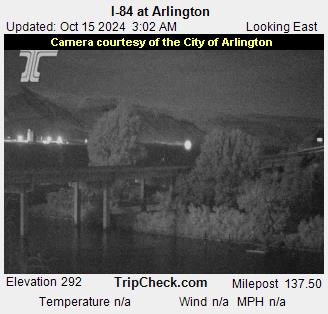 I-84 at Arlington
Updated: Oct 15 2024 3:02 AM Looking East
Camera courtesy of the City of Arlington
Elevation 292 TripCheck.com Milepost 137.50
Temperature n/a Wind n/a MPH n/a